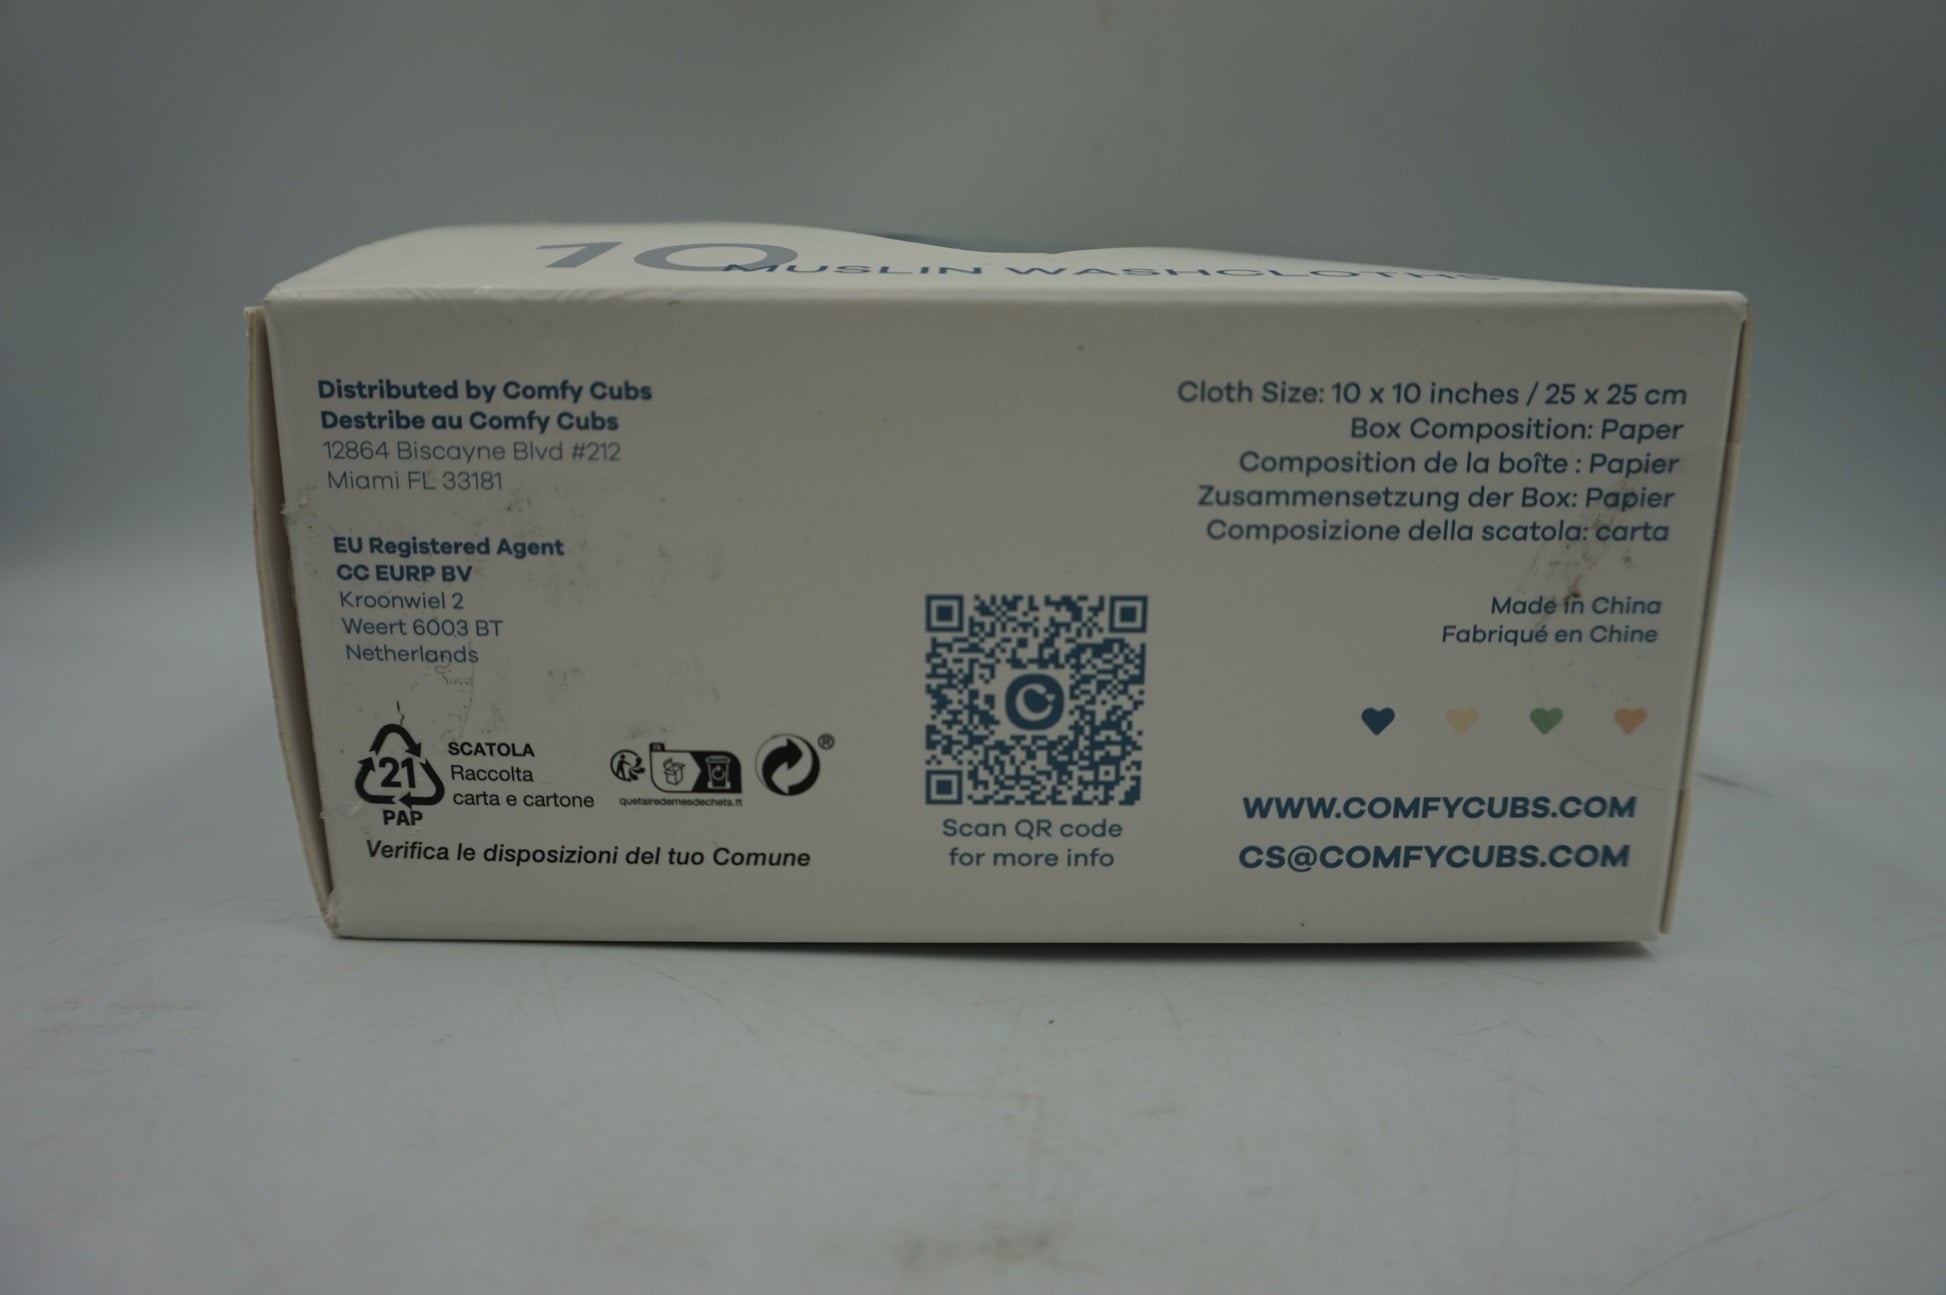 10
MUSLIN WASHCLOTHS
Distributed by Comfy Cubs
Destribe au Comfy Cubs
12864 Biscayne Blvd #212
Miami FL 33181
EU Registered Agent
CC EURP BV
Kroonwiel 2
Weert 6003 BT
Netherlands
21
PAP
SCATOLA
Raccolta
carta e cartone
FR
quefairedemesdechets.fr
®
Verifica le disposizioni del tuo Comune
C
Scan QR code
for more info
Cloth Size: 10 x 10 inches / 25 x 25 cm
Box Composition: Paper
Composition de la boîte : Papier
Zusammensetzung der Box: Papier
Composizione della scatola: carta
Made in China
Fabriqué en Chine
WWW.COMFYCUBS.COM
CS@COMFYCUBS.COM